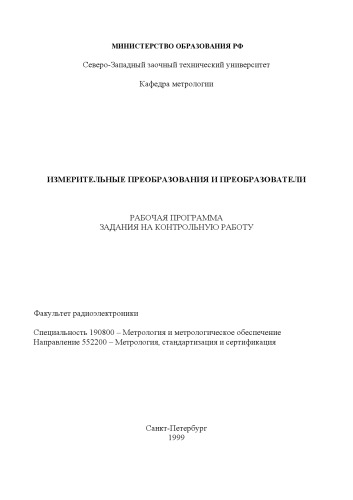 МИНИСТЕРСТВО ОБРАЗОВАНИЯ РФ
Северо-Западный заочный технический университет
Кафедра метрологии
ИЗМЕРИТЕЛЬНЫЕ ПРЕОБРАЗОВАНИЯ И ПРЕОБРАЗОВАТЕЛИ
РАБОЧАЯ ПРОГРАММА
ЗАДАНИЯ НА КОНТРОЛЬНУЮ РАБОТУ
Факультет радиоэлектроники
Специальность 190800 – Метрология и метрологическое обеспечение
Направление 552200 – Метрология, стандартизация и сертификация
Санкт-Петербург
1999